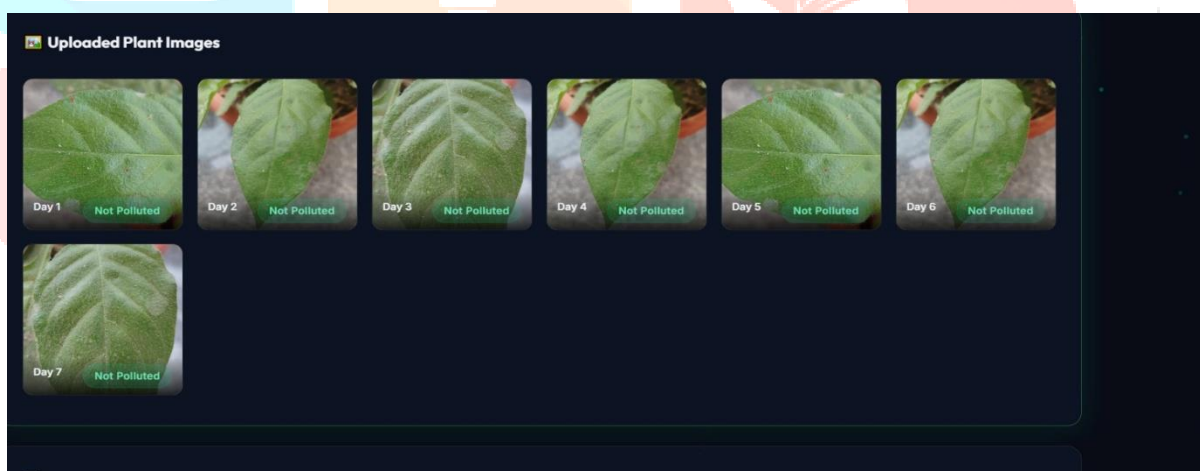 🖼️ Uploaded Plant Images
Day 1 Not Polluted
Day 2 Not Polluted
Day 3 Not Polluted
Day 4 Not Polluted
Day 5 Not Polluted
Day 6 Not Polluted
Day 7 Not Polluted